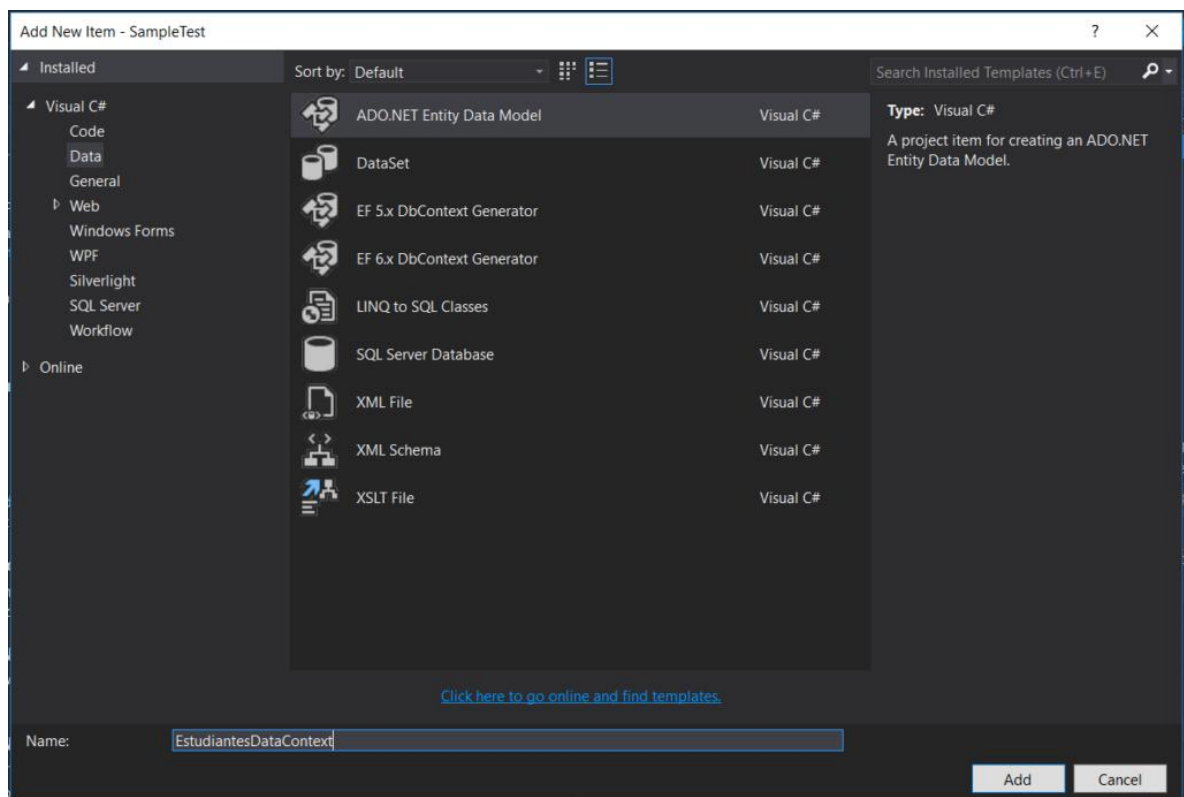 Add New Item - SampleTest
? ×
Installed
Sort by: Default
Search Installed Templates (Ctrl+E)
Visual C#
Code
Data
General
Web
Windows Forms
WPF
Silverlight
SQL Server
Workflow
Online
ADO.NET Entity Data Model Visual C#
DataSet Visual C#
EF 5.x DbContext Generator Visual C#
EF 6.x DbContext Generator Visual C#
LINQ to SQL Classes Visual C#
SQL Server Database Visual C#
XML File Visual C#
XML Schema Visual C#
XSLT File Visual C#
Type: Visual C#
A project item for creating an ADO.NET
Entity Data Model.
Click here to go online and find templates.
Name: EstudiantesDataContext
Add Cancel